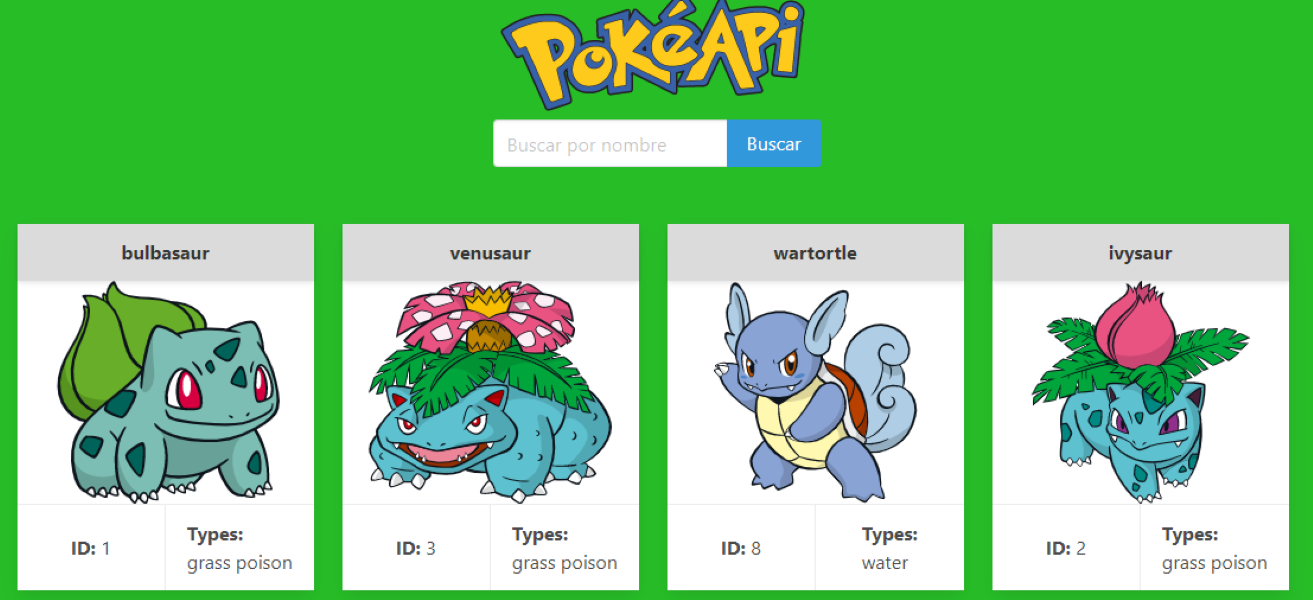 PokéApi
Buscar por nombre
Buscar
bulbasaur
venusaur
wartortle
ivysaur
ID: 1
Types:
grass poison
ID: 3
Types:
grass poison
ID: 8
Types:
water
ID: 2
Types:
grass poison